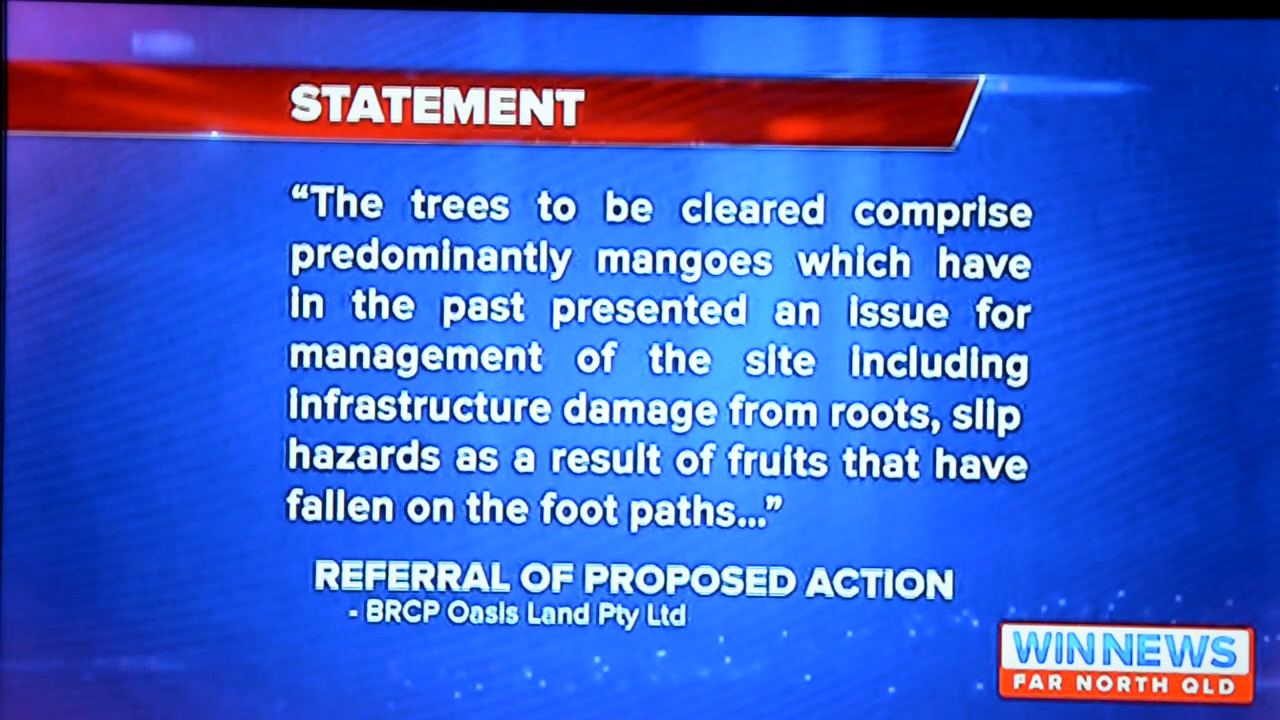 STATEMENT
“The trees to be cleared comprise
predominantly mangoes which have
in the past presented an issue for
management of the site including
infrastructure damage from roots, slip
hazards as a result of fruits that have
fallen on the foot paths...”
REFERRAL OF PROPOSED ACTION
- BRCP Oasis Land Pty Ltd
WIN NEWS
FAR NORTH QLD